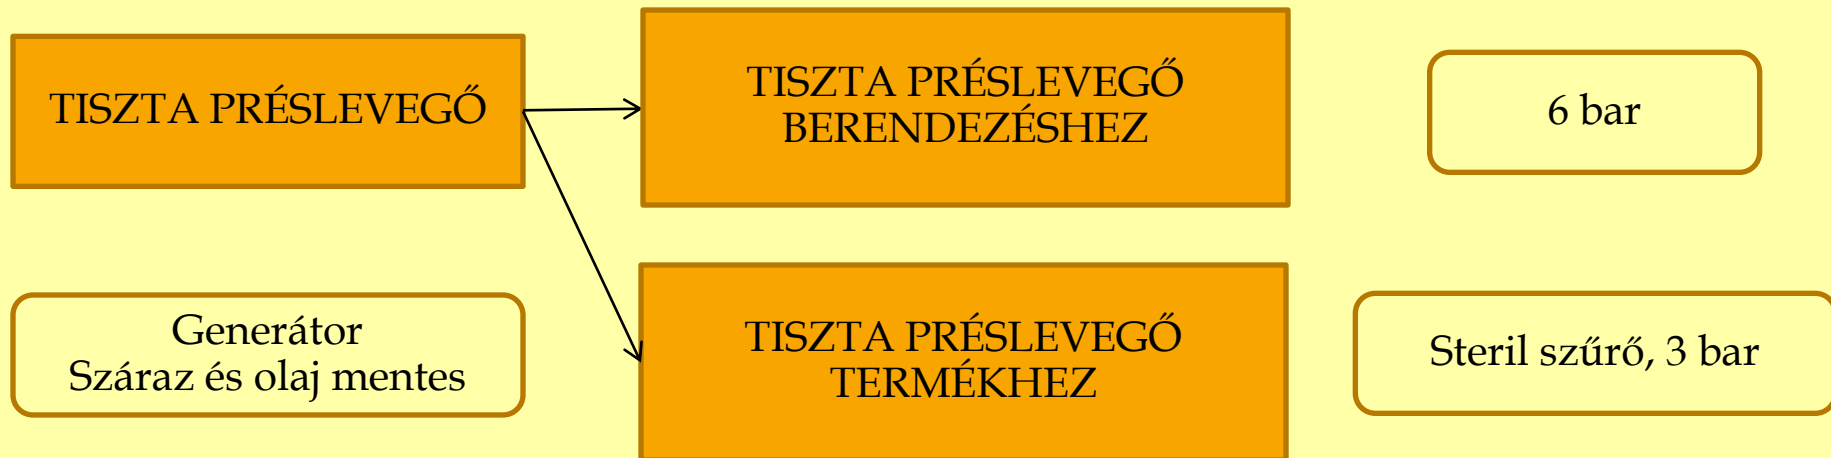 TISZTA PRÉSLEVEGŐ
TISZTA PRÉSLEVEGŐ
BERENDEZÉSHEZ
6 bar
Generátor
Száraz és olaj mentes
TISZTA PRÉSLEVEGŐ
TERMÉKHEZ
Steril szűrő, 3 bar